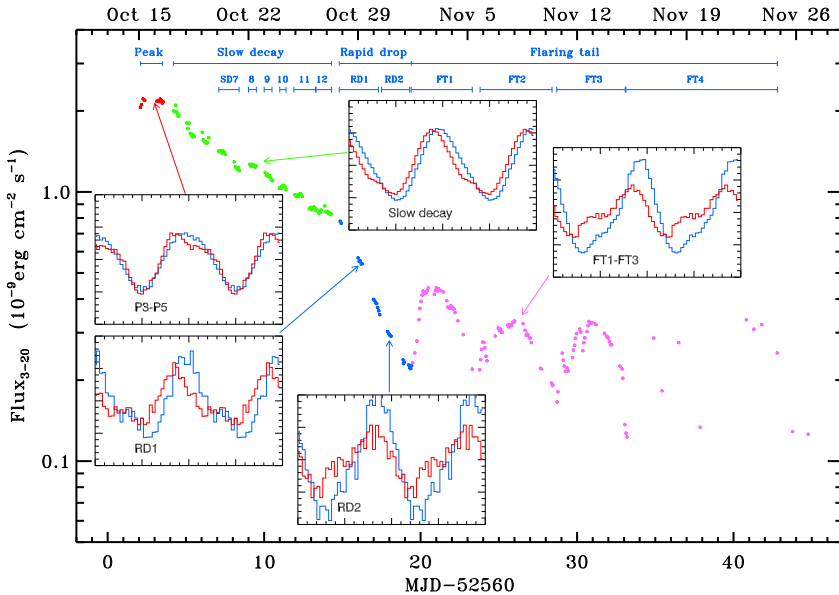 Oct 15 Oct 22 Oct 29 Nov 5 Nov 12 Nov 19 Nov 26
Peak Slow decay Rapid drop Flaring tail
SD7 8 9 10 11 12 RD1 RD2 FT1 FT2 FT3 FT4
Slow decay
FT1-FT3
P3-P5
RD1
RD2
1.0
0.1
Flux₃₋₂₀ (10⁻⁹erg cm⁻² s⁻¹)
0 10 20 30 40
MJD-52560